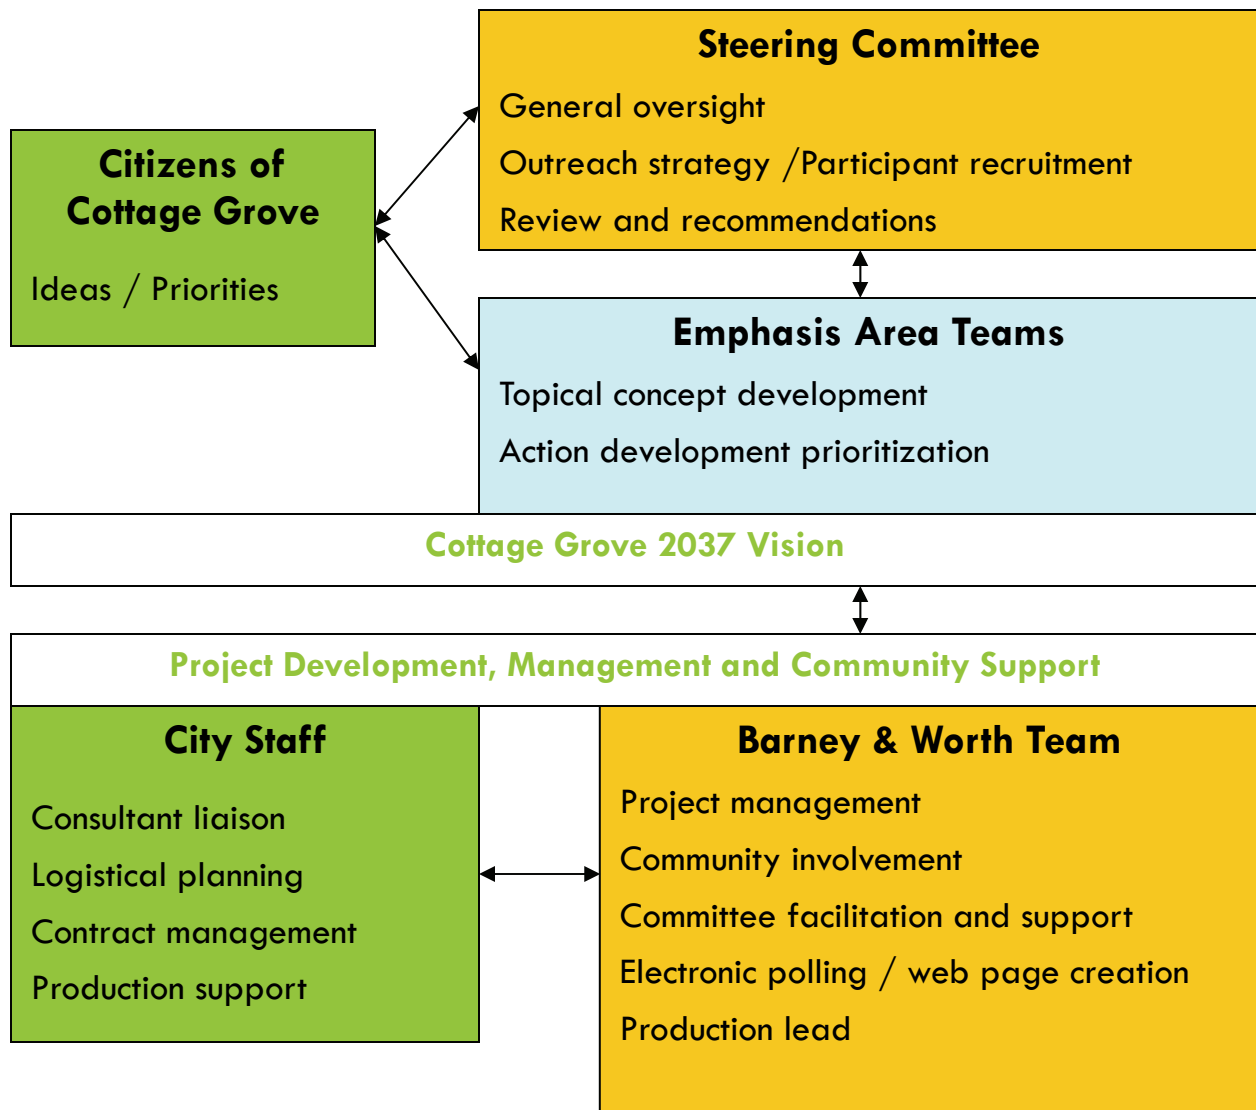 Steering Committee
General oversight
Outreach strategy /Participant recruitment
Review and recommendations
Citizens of
Cottage Grove
Ideas / Priorities
Emphasis Area Teams
Topical concept development
Action development prioritization
Cottage Grove 2037 Vision
Project Development, Management and Community Support
City Staff
Consultant liaison
Logistical planning
Contract management
Production support
Barney & Worth Team
Project management
Community involvement
Committee facilitation and support
Electronic polling / web page creation
Production lead